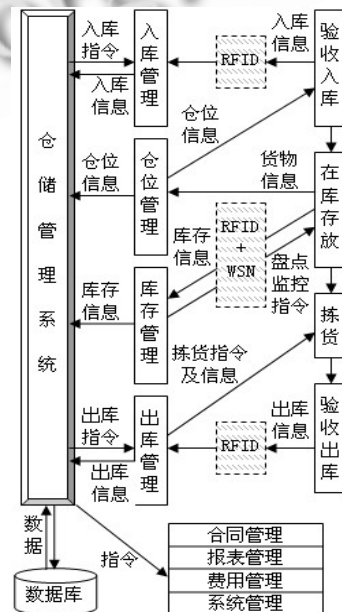 入库
指令
入库
信息
入库管理
RFID
入库
信息
验收入库
仓储管理系统
仓位
信息
仓位
信息
仓位管理
货物
信息
在库存放
RFID
+
WSN
库存
信息
盘点
监控
指令
库存
信息
库存管理
拣货
拣货指令
及信息
出库
指令
出库
信息
出库管理
RFID
出库
信息
验收出库
数据
指令
数据库
合同管理
报表管理
费用管理
系统管理